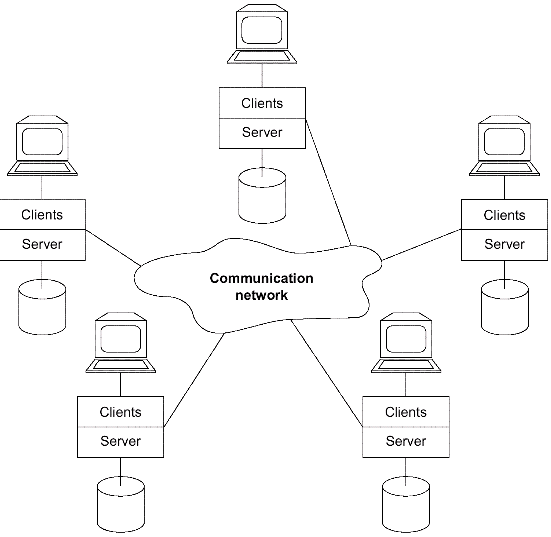 Clients
Server
Clients
Server
Clients
Server
Communication
network
Clients
Server
Clients
Server